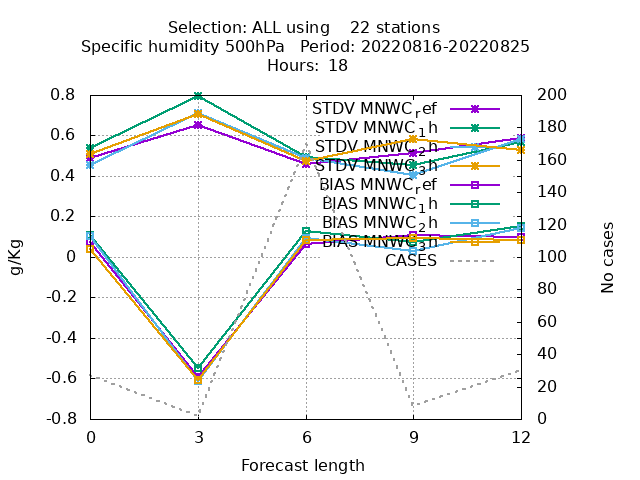 Selection: ALL using    22 stations
Specific humidity 500hPa   Period: 20220816-20220825
Hours:  18
0.8
0.6
0.4
0.2
0
-0.2
-0.4
-0.6
-0.8
g/Kg
STDV MNWC_ref
STDV MNWC_1h
STDV MNWC_2h
STDV MNWC_3h
BIAS MNWC_ref
BIAS MNWC_1h
BIAS MNWC_2h
BIAS MNWC_3h
CASES
200
180
160
140
120
100
80
60
40
20
0
No cases
0 3 6 9 12
Forecast length